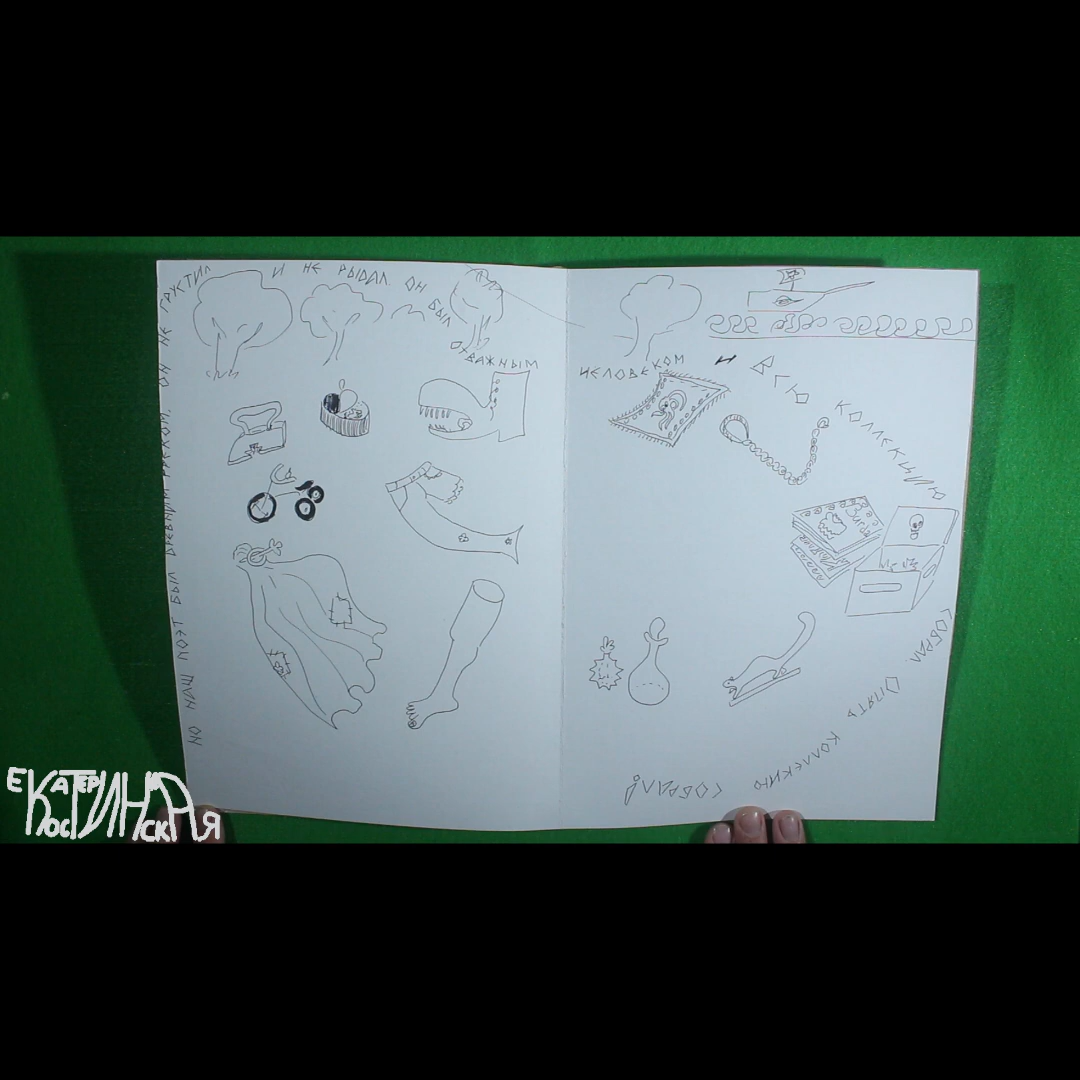 НО НАШ ПОЭТ БЫЛ ДРЕВНИМ ГРЕКОМ. ОН НЕ ГРУСТИЛ И НЕ РЫДАЛ. ОН БЫЛ
ОТВАЖНЫМ
ЧЕЛОВЕКОМ И ВСЮ КОЛЛЕКЦИЮ
СОБРАЛ.
ОПЯТЬ КОЛЛЕКЦИЮ СОБРАЛ!
Burda
ЕКАТЕРИНА
КОСТИНСКАЯ